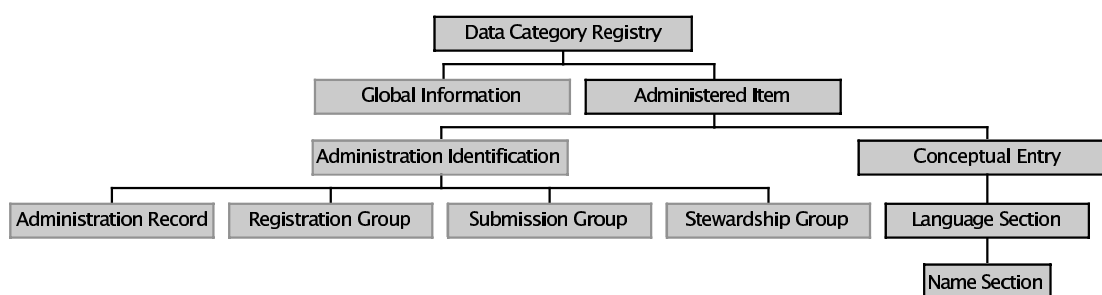 Data Category Registry
Global Information
Administered Item
Administration Identification
Conceptual Entry
Administration Record
Registration Group
Submission Group
Stewardship Group
Language Section
Name Section